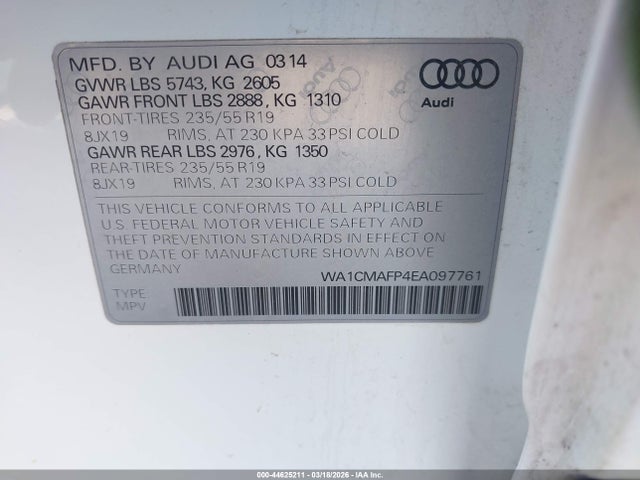 MFD. BY AUDI AG 03 14
GVWR LBS 5743, KG 2605
GAWR FRONT LBS 2888, KG 1310
FRONT-TIRES 235/55 R19
8JX19 RIMS, AT 230 KPA 33 PSI COLD
GAWR REAR LBS 2976, KG 1350
REAR-TIRES 235/55 R19
8JX19 RIMS, AT 230 KPA 33 PSI COLD
Audi
THIS VEHICLE CONFORMS TO ALL APPLICABLE
U.S. FEDERAL MOTOR VEHICLE SAFETY AND
THEFT PREVENTION STANDARDS IN EFFECT ON
THE DATE OF MANUFACTURE SHOWN ABOVE
GERMANY
WA1CMAFP4EA097761
TYPE:
MPV
000-44625211 - 03/18/2026 - IAA Inc.